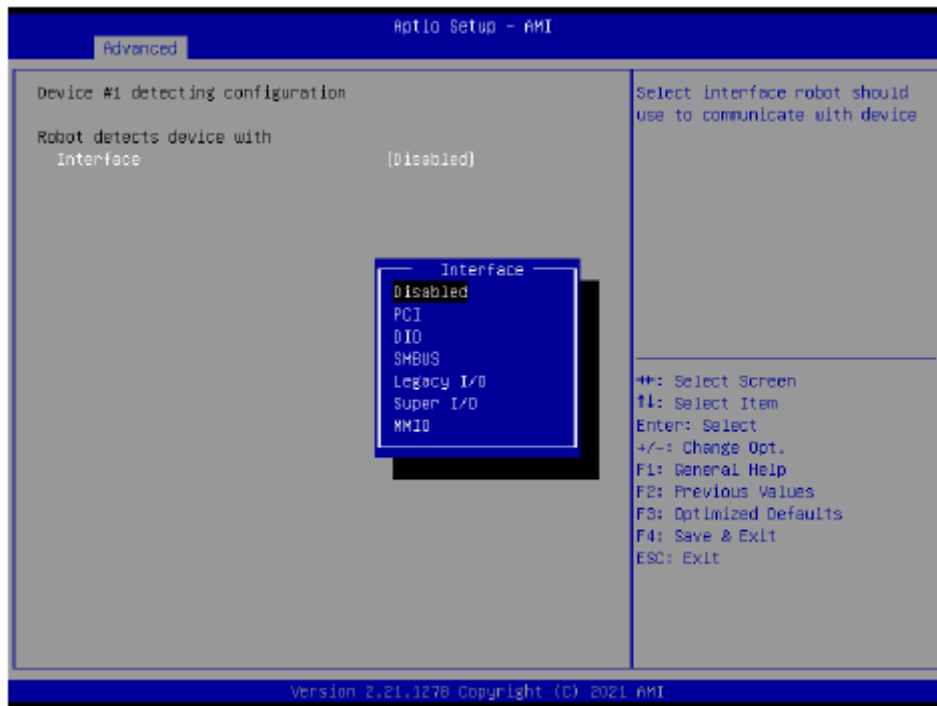 Aptio Setup - AMI
Advanced
Device #1 detecting configuration
Robot detects device with
Interface [Disabled]
Select interface robot should
use to communicate with device
Interface
Disabled
PCI
DIO
SMBUS
Legacy I/O
Super I/O
MMIO
→←: Select Screen
↑↓: Select Item
Enter: Select
+/-: Change Opt.
F1: General Help
F2: Previous Values
F3: Optimized Defaults
F4: Save & Exit
ESC: Exit
Version 2.21.1278 Copyright (C) 2021 AMI